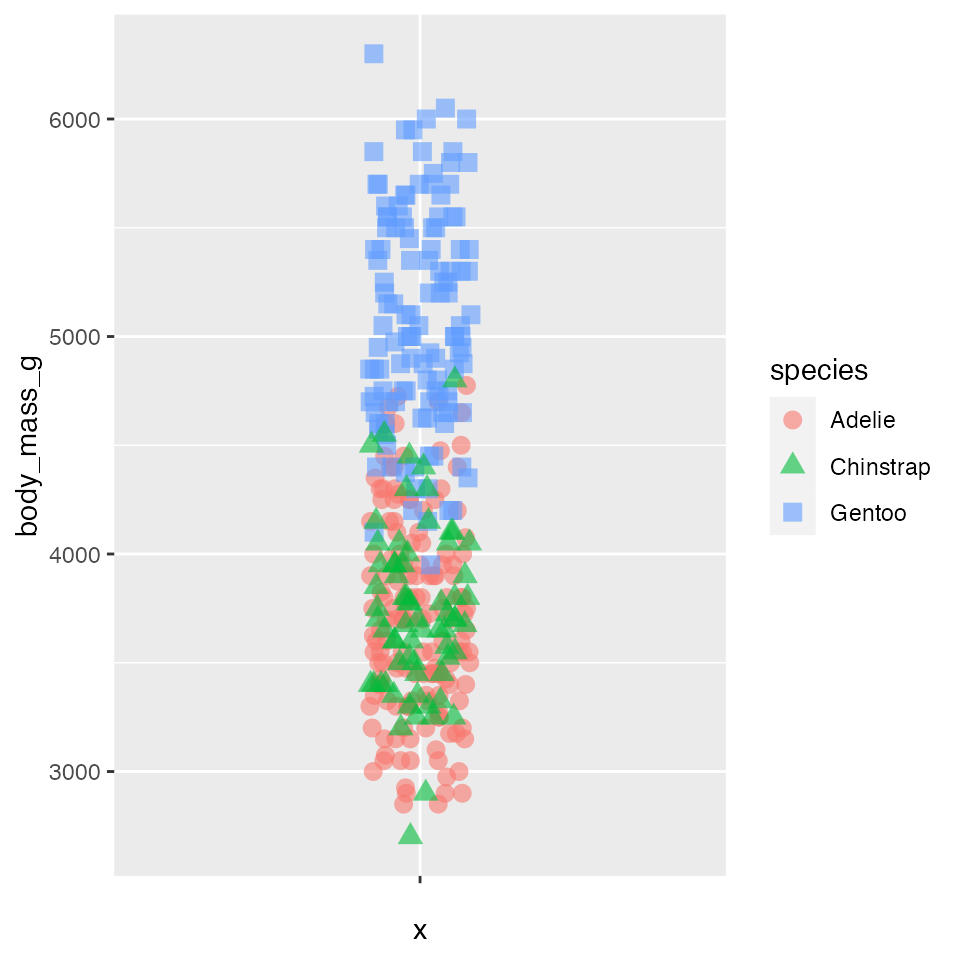 6000
5000
4000
3000
body_mass_g
x
species
Adelie
Chinstrap
Gentoo